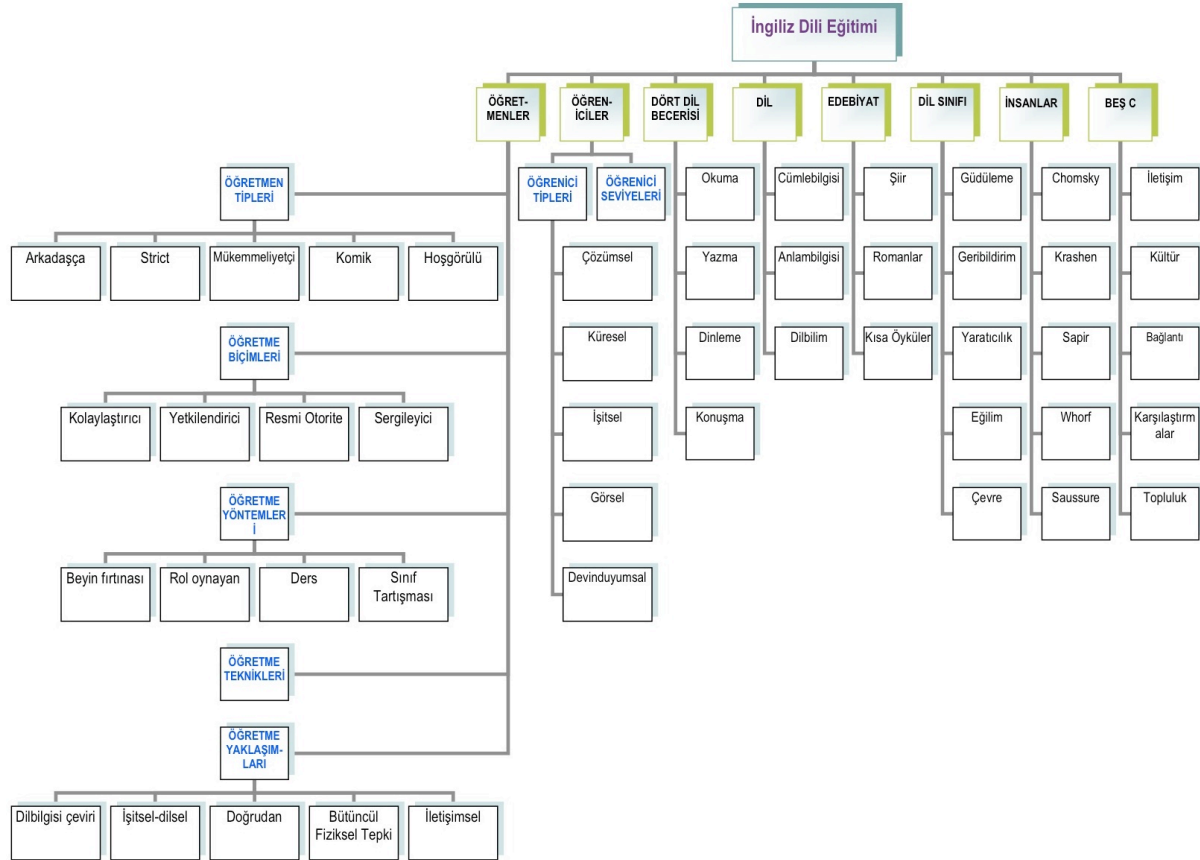 İngiliz Dili Eğitimi
ÖĞRET-
MENLER
ÖĞREN-
İCİLER
DÖRT DİL
BECERİSİ
DİL
EDEBİYAT
DİL SINIFI
İNSANLAR
BEŞ C
ÖĞRETMEN
TİPLERİ
Arkadaşça
Strict
Mükemmeliyetçi
Komik
Hoşgörülü
ÖĞRETME
BİÇİMLERİ
Kolaylaştırıcı
Yetkilendirici
Resmi Otorite
Sergileyici
ÖĞRETME
YÖNTEMLER
İ
Beyin fırtınası
Rol oynayan
Ders
Sınıf
Tartışması
ÖĞRETME
TEKNİKLERİ
ÖĞRETME
YAKLAŞIM-
LARI
Dilbilgisi çeviri
İşitsel-dilsel
Doğrudan
Bütüncül
Fiziksel Tepki
İletişimsel
ÖĞRENİCİ
TİPLERİ
ÖĞRENİCİ
SEVİYELERİ
Çözümsel
Küresel
İşitsel
Görsel
Devinduyumsal
Okuma
Yazma
Dinleme
Konuşma
Cümlebilgisi
Anlambilgisi
Dilbilim
Şiir
Romanlar
Kısa Öyküler
Güdüleme
Geribildirim
Yaratıcılık
Eğilim
Çevre
Chomsky
Krashen
Sapir
Whorf
Saussure
İletişim
Kültür
Bağlantı
Karşılaştırm
alar
Topluluk